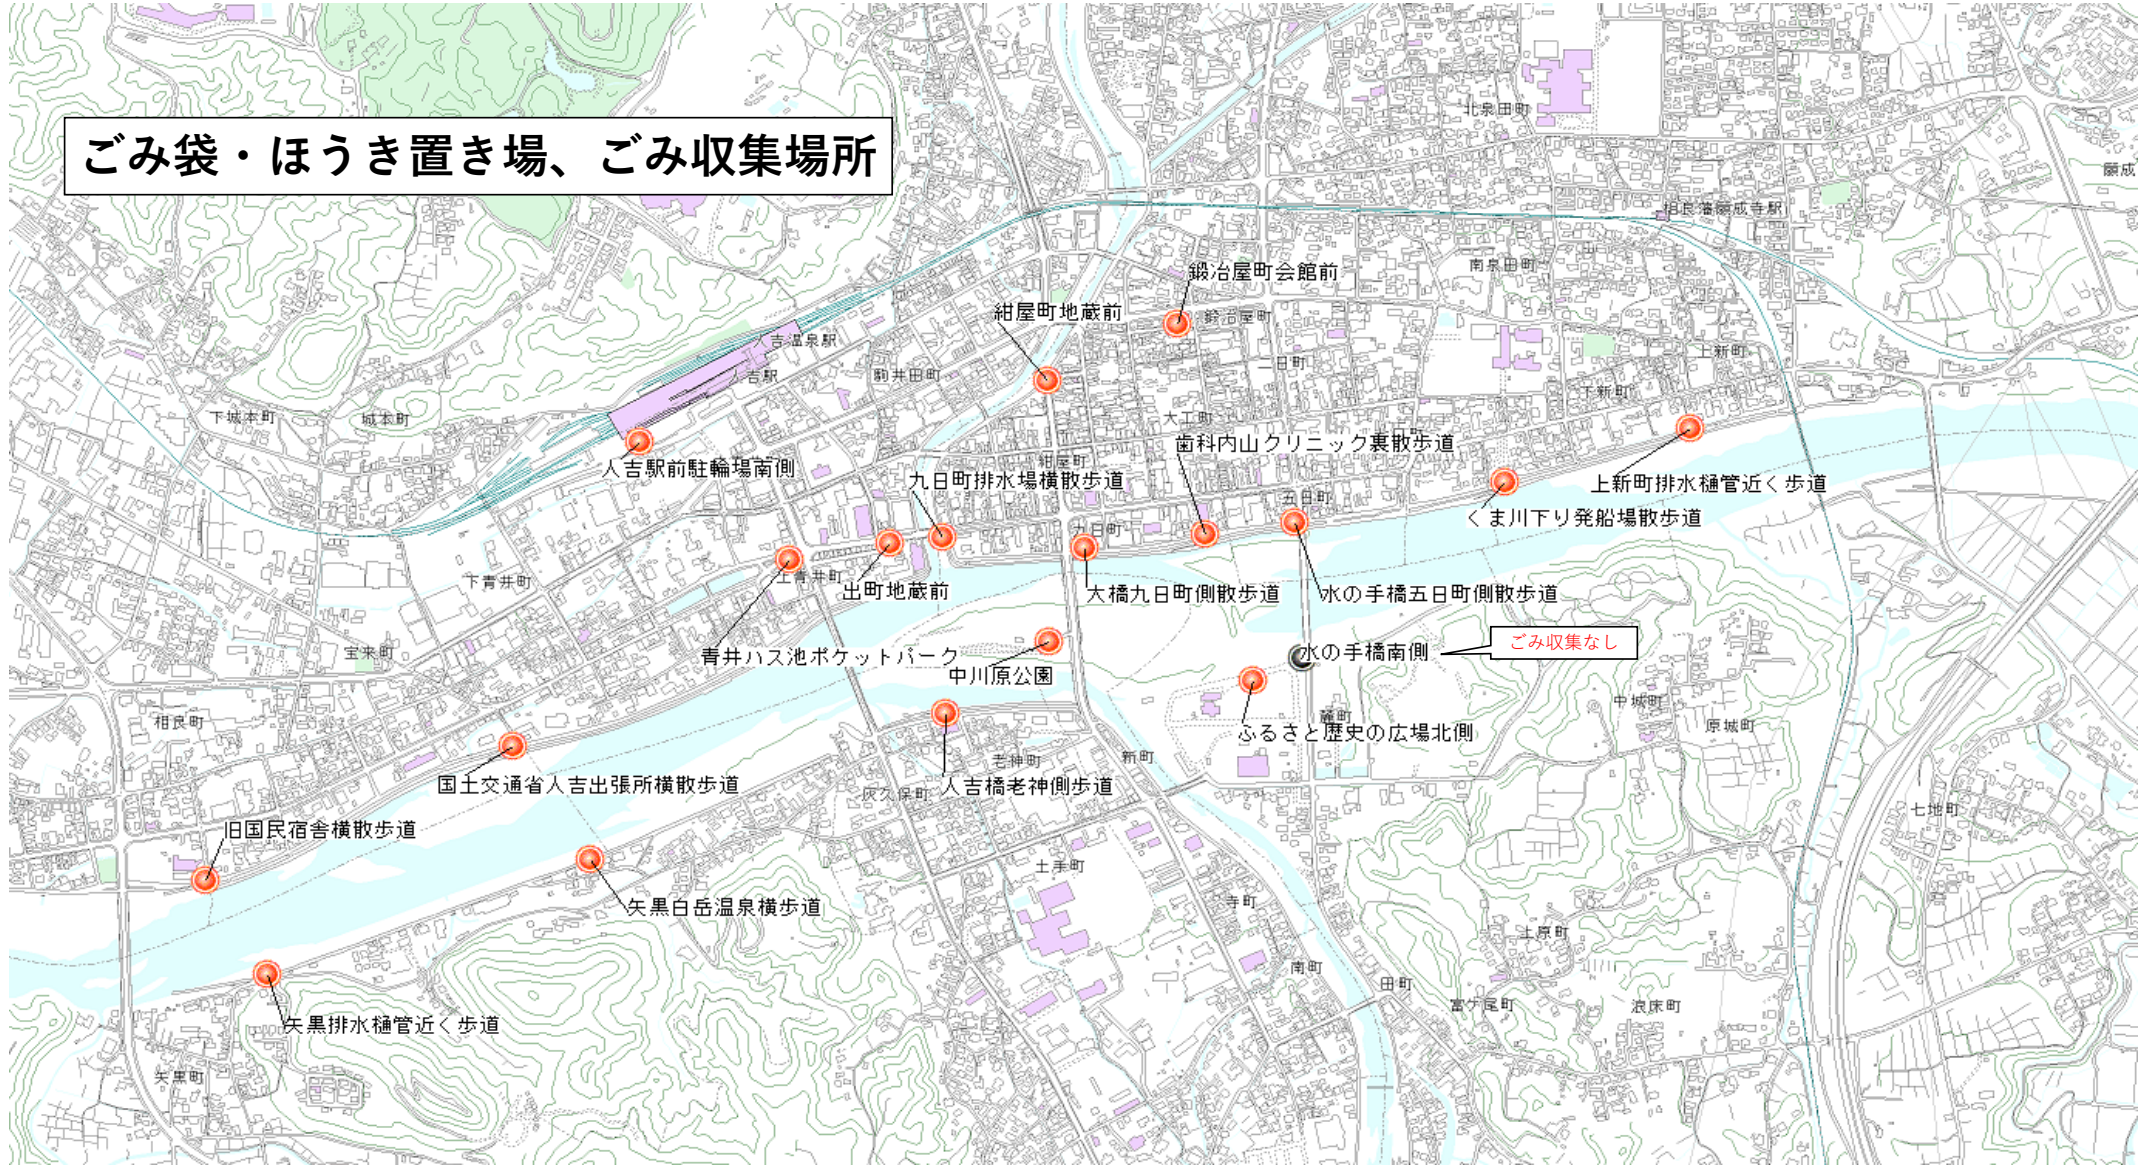 ごみ袋・ほうき置き場、ごみ収集場所
北泉田町
願成
相良藩願成寺駅
鍛冶屋町会館前
南泉田町
紺屋町地蔵前
鍛冶屋町
人吉温泉駅
上新町
二日町
人吉駅
駒井田町
下新町
下城本町
城本町
大工町
歯科内山クリニック裏散歩道
紺屋町
人吉駅前駐輪場南側
九日町排水場横散歩道
上新町排水樋管近く歩道
五日町
くま川下り発船場散歩道
九日町
下青井町
上青井町
出町地蔵前
大橋九日町側散歩道
水の手橋五日町側散歩道
ごみ収集なし
宝来町
青井ハス池ポケットパーク
水の手橋南側
中川原公園
中城町
相良町
麓町
原城町
ふるさと歴史の広場北側
新町
老神町
国土交通省人吉出張所横散歩道
人吉橋老神側歩道
灰久保町
七地町
旧国民宿舎横散歩道
土手町
寺町
矢黒白岳温泉横歩道
上原町
南町
田町
富ケ尾町
浪床町
矢黒排水樋管近く歩道
矢黒町